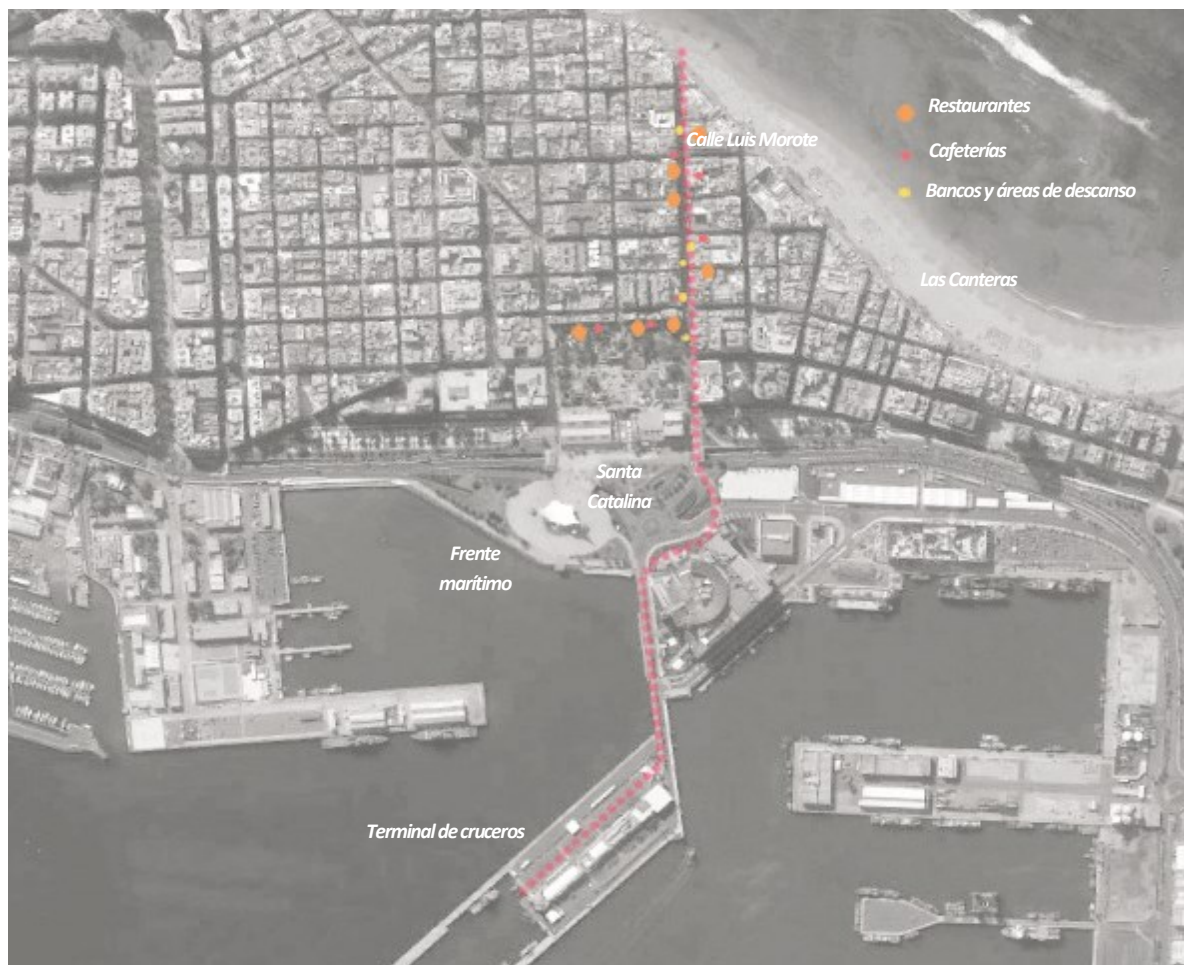 Restaurantes
Calle Luis Morote
Cafeterías
Bancos y áreas de descanso
Las Canteras
Santa
Catalina
Frente
marítimo
Terminal de cruceros